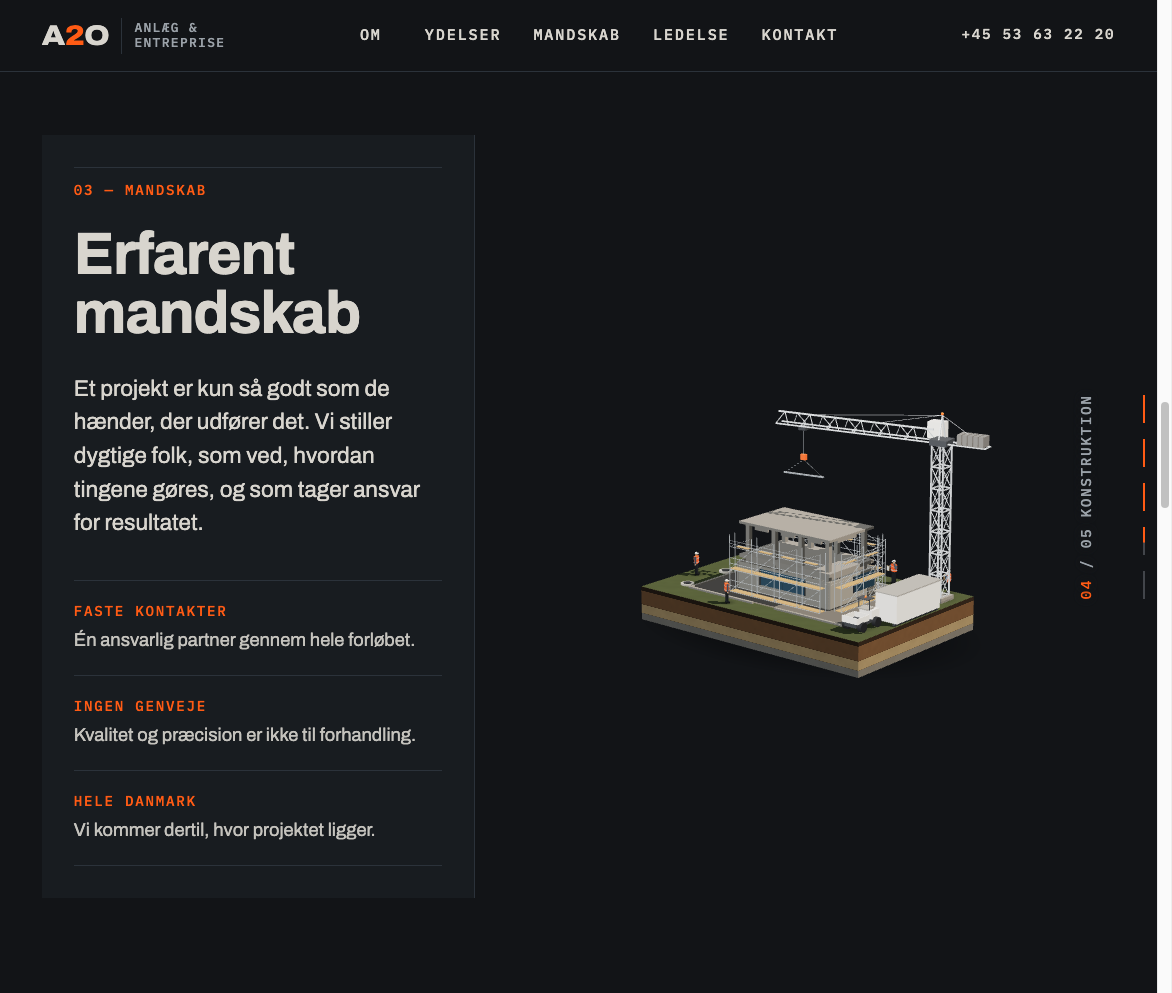 A2O
ANLÆG &
ENTREPRISE
OM
YDELSER
MANDSKAB
LEDELSE
KONTAKT
+45 53 63 22 20
03 — MANDSKAB
Erfarent
mandskab
Et projekt er kun så godt som de
hænder, der udfører det. Vi stiller
dygtige folk, som ved, hvordan
tingene gøres, og som tager ansvar
for resultatet.
FASTE KONTAKTER
Én ansvarlig partner gennem hele forløbet.
INGEN GENVEJE
Kvalitet og præcision er ikke til forhandling.
HELE DANMARK
Vi kommer dertil, hvor projektet ligger.
04 / 05 KONSTRUKTION